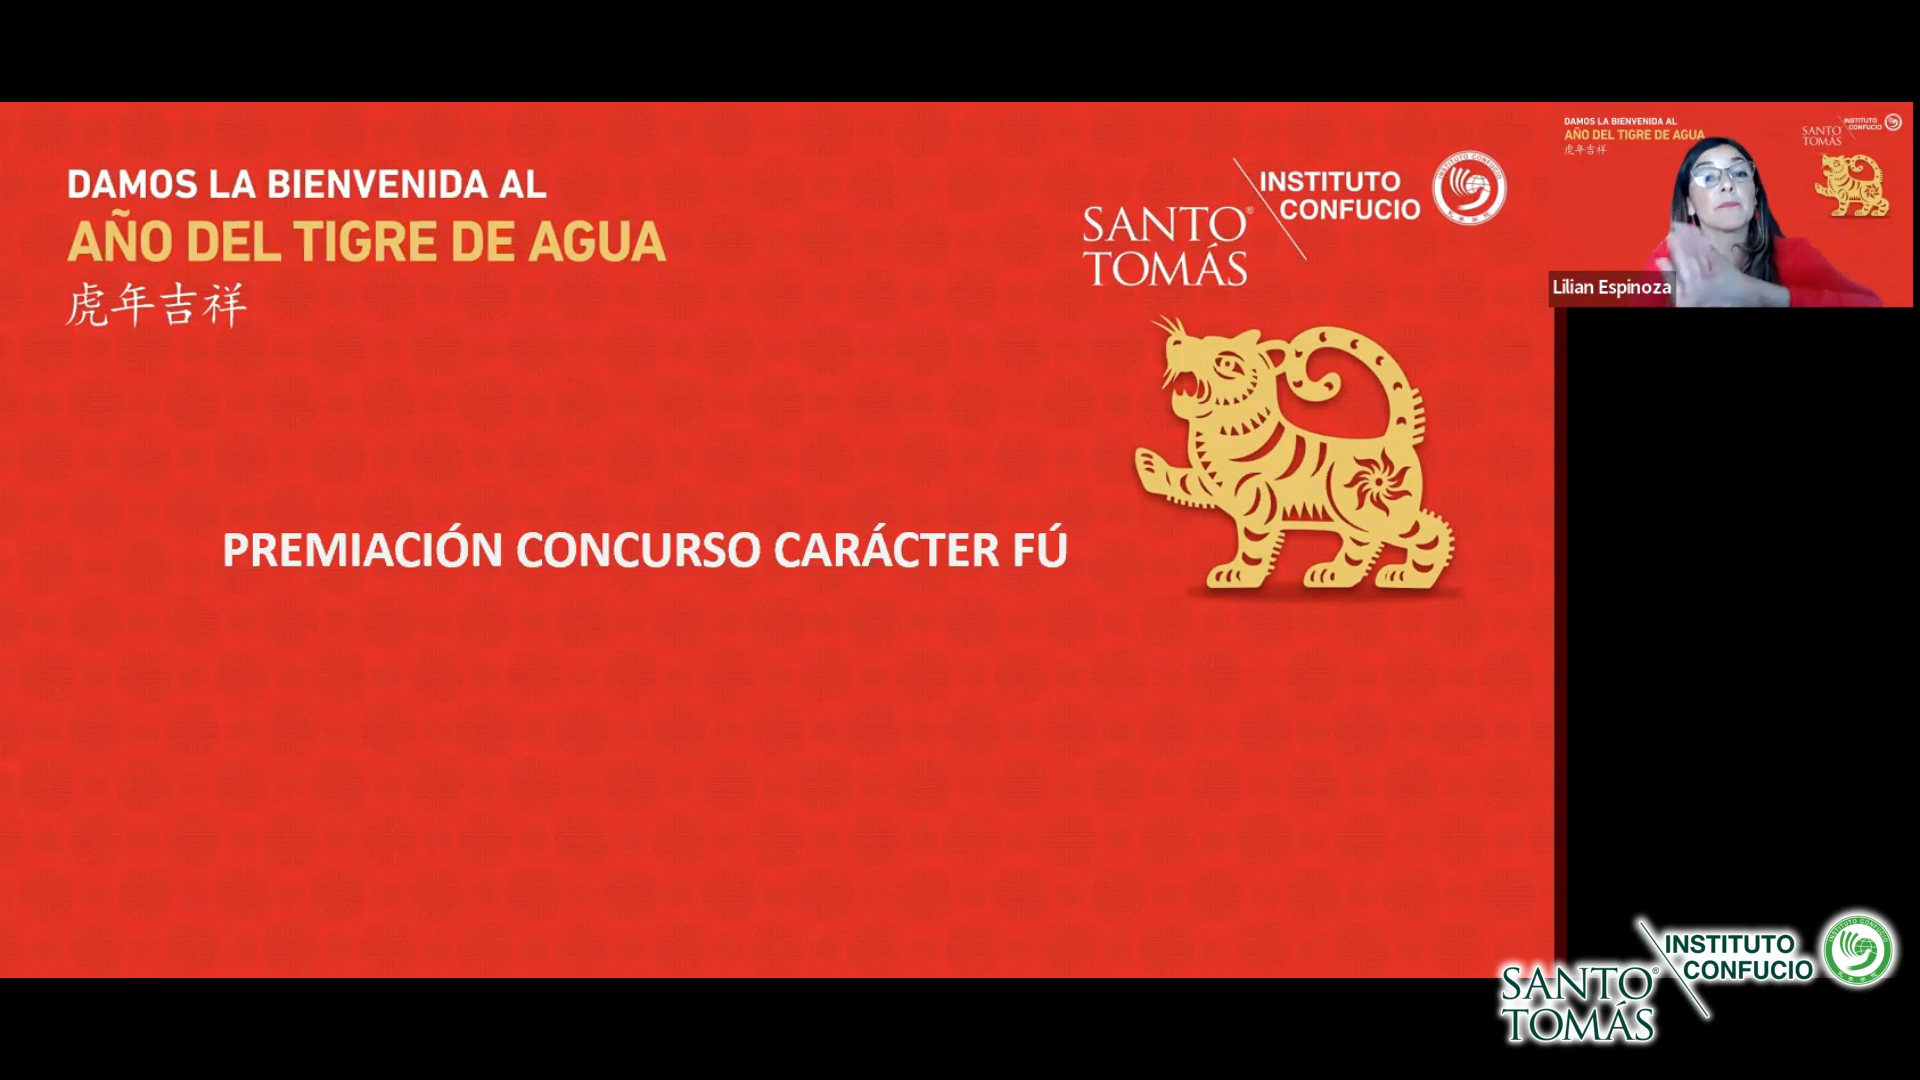 DAMOS LA BIENVENIDA AL
AÑO DEL TIGRE DE AGUA
虎年吉祥
SANTO TOMÁS
INSTITUTO CONFUCIO
PREMIACIÓN CONCURSO CARÁCTER FÚ
DAMOS LA BIENVENIDA AL
AÑO DEL TIGRE DE AGUA
虎年吉祥
SANTO TOMÁS
INSTITUTO CONFUCIO
Lilian Espinoza
SANTO TOMÁS
INSTITUTO CONFUCIO